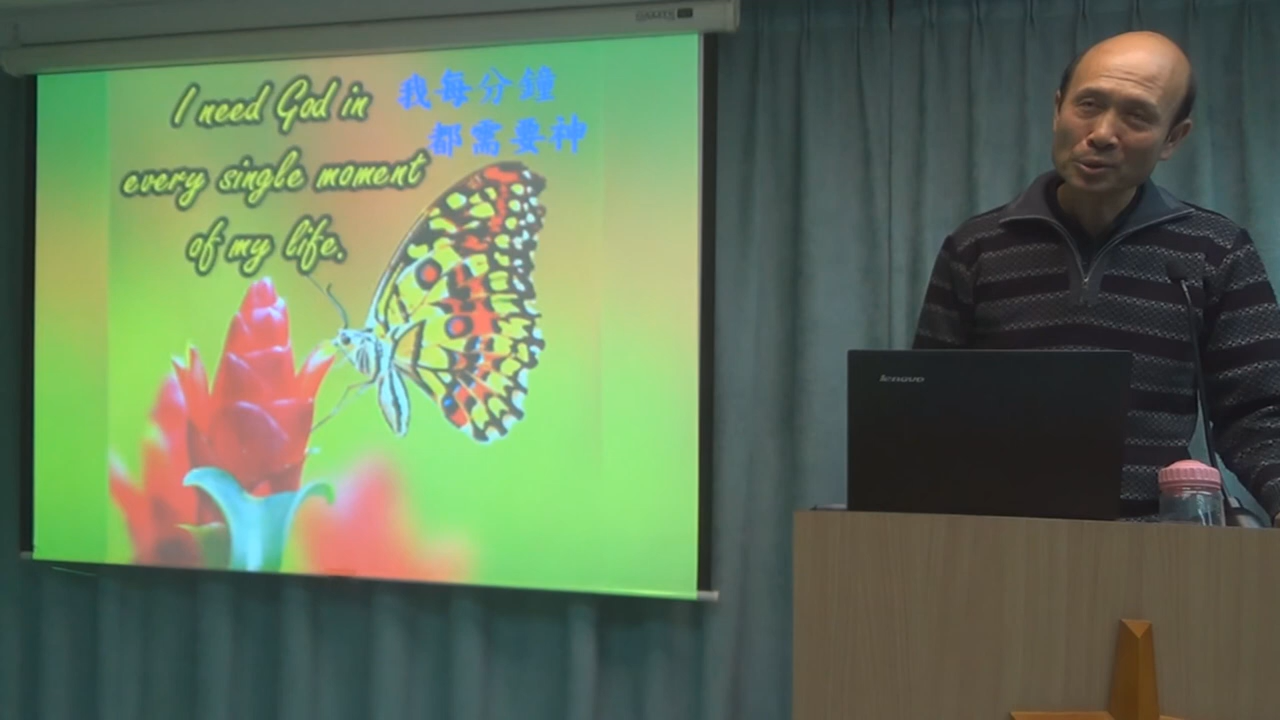 I need God in
every single moment
of my life.
我每分鐘
都需要神
lenovo